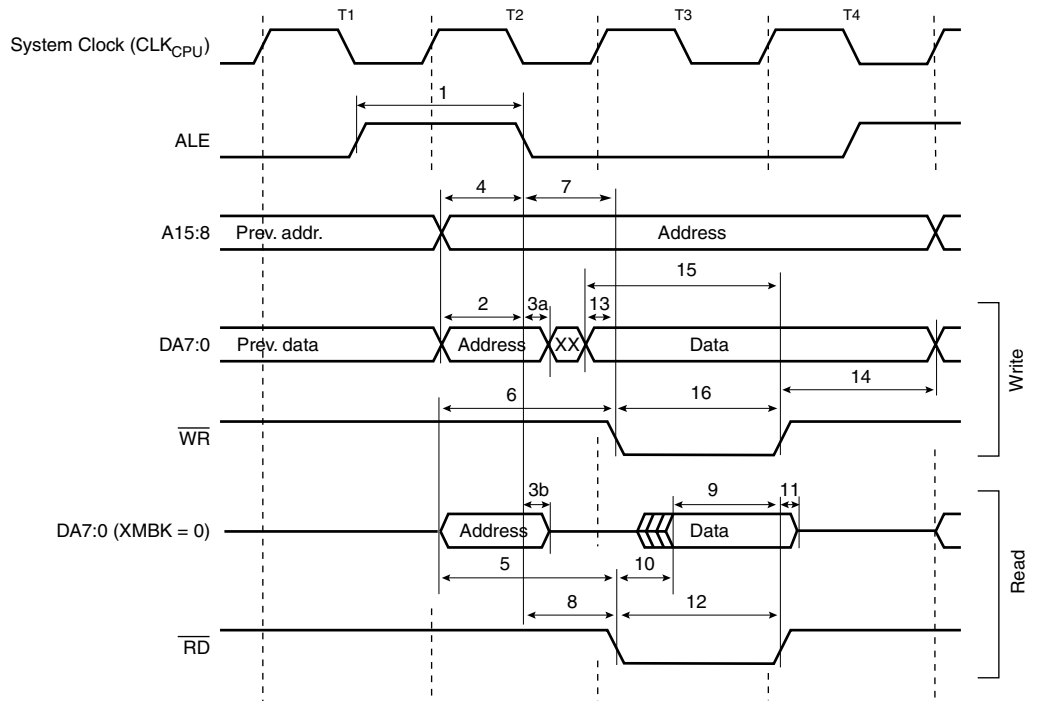 T1 T2 T3 T4
System Clock (CLKCPU)
1
ALE
4 7
A15:8 Prev. addr. Address
15
2 3a 13
DA7:0 Prev. data Address XX Data
14
6 16
WR
Write
3b 9 11
DA7:0 (XMBK = 0) Address Data
5 10
8 12
RD
Read